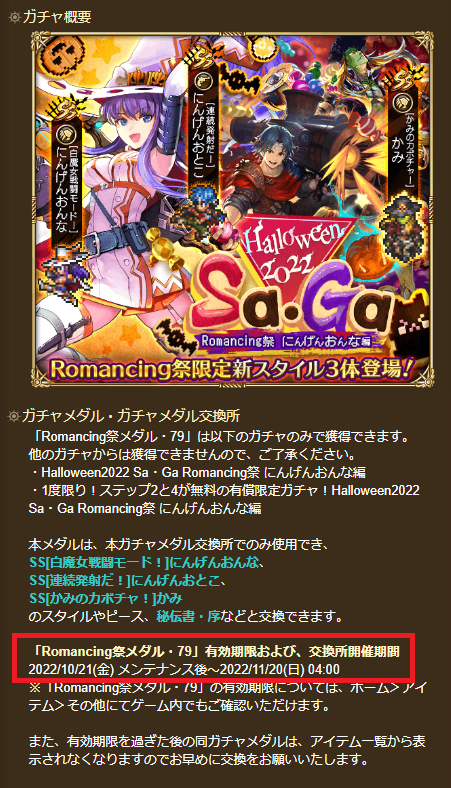 ガチャ概要
SS
[白魔女戦闘モード！]
にんげんおんな
SS
[連続発射だ！]
にんげんおとこ
SS
[かみのカボチャ！]
かみ
Halloween
2022
Sa・Ga
Romancing祭 にんげんおんな編
Romancing祭限定新スタイル3体登場！
ガチャメダル・ガチャメダル交換所
「Romancing祭メダル・79」は以下のガチャのみで獲得できます。
他のガチャからは獲得できませんので、ご了承ください。
・Halloween2022 Sa・Ga Romancing祭 にんげんおんな編
・1度限り！ステップ2と4が無料の有償限定ガチャ！Halloween2022
Sa・Ga Romancing祭 にんげんおんな編
本メダルは、本ガチャメダル交換所でのみ使用でき、
SS[白魔女戦闘モード！]にんげんおんな、
SS[連続発射だ！]にんげんおとこ、
SS[かみのカボチャ！]かみ
のスタイルやピース、秘伝書・序などと交換できます。
「Romancing祭メダル・79」有効期限および、交換所開催期間
2022/10/21(金) メンテナンス後～2022/11/20(日) 04:00
※「Romancing祭メダル・79」の有効期限については、ホーム＞アイ
テム＞その他にてゲーム内でもご確認いただけます。
また、有効期限を過ぎた後の同ガチャメダルは、アイテム一覧から表
示されなくなりますのでお早めに交換をお願いいたします。